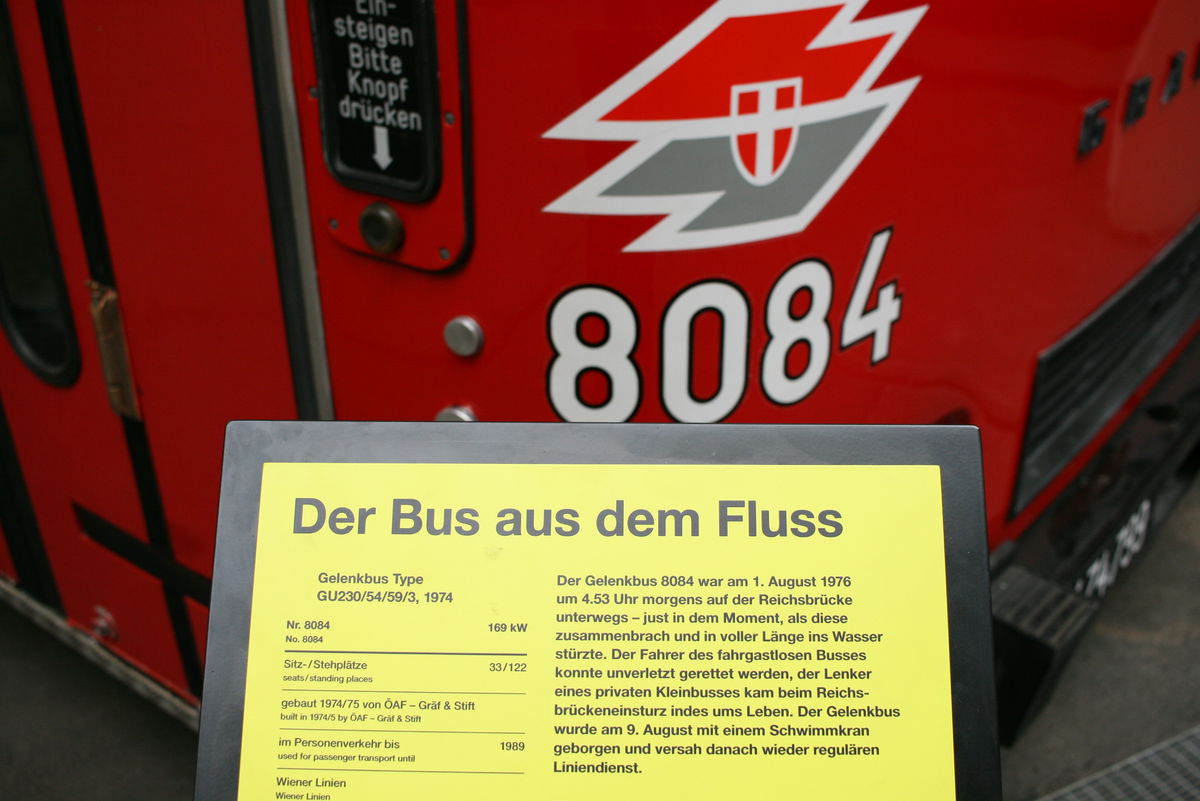 Ein-
steigen
Bitte
Knopf
drücken
8084
Der Bus aus dem Fluss
Gelenkbus Type
GU230/54/59/3, 1974
Nr. 8084 169 kW
No. 8084
Sitz-/Stehplätze 33/122
seats/standing places
gebaut 1974/75 von ÖAF – Gräf & Stift
built in 1974/5 by ÖAF – Gräf & Stift
im Personenverkehr bis 1989
used for passenger transport until
Wiener Linien
Wiener Linien
Der Gelenkbus 8084 war am 1. August 1976
um 4.53 Uhr morgens auf der Reichsbrücke
unterwegs – just in dem Moment, als diese
zusammenbrach und in voller Länge ins Wasser
stürzte. Der Fahrer des fahrgastlosen Busses
konnte unverletzt gerettet werden, der Lenker
eines privaten Kleinbusses kam beim Reichs-
brückeneinsturz indes ums Leben. Der Gelenkbus
wurde am 9. August mit einem Schwimmkran
geborgen und versah danach wieder regulären
Liniendienst.